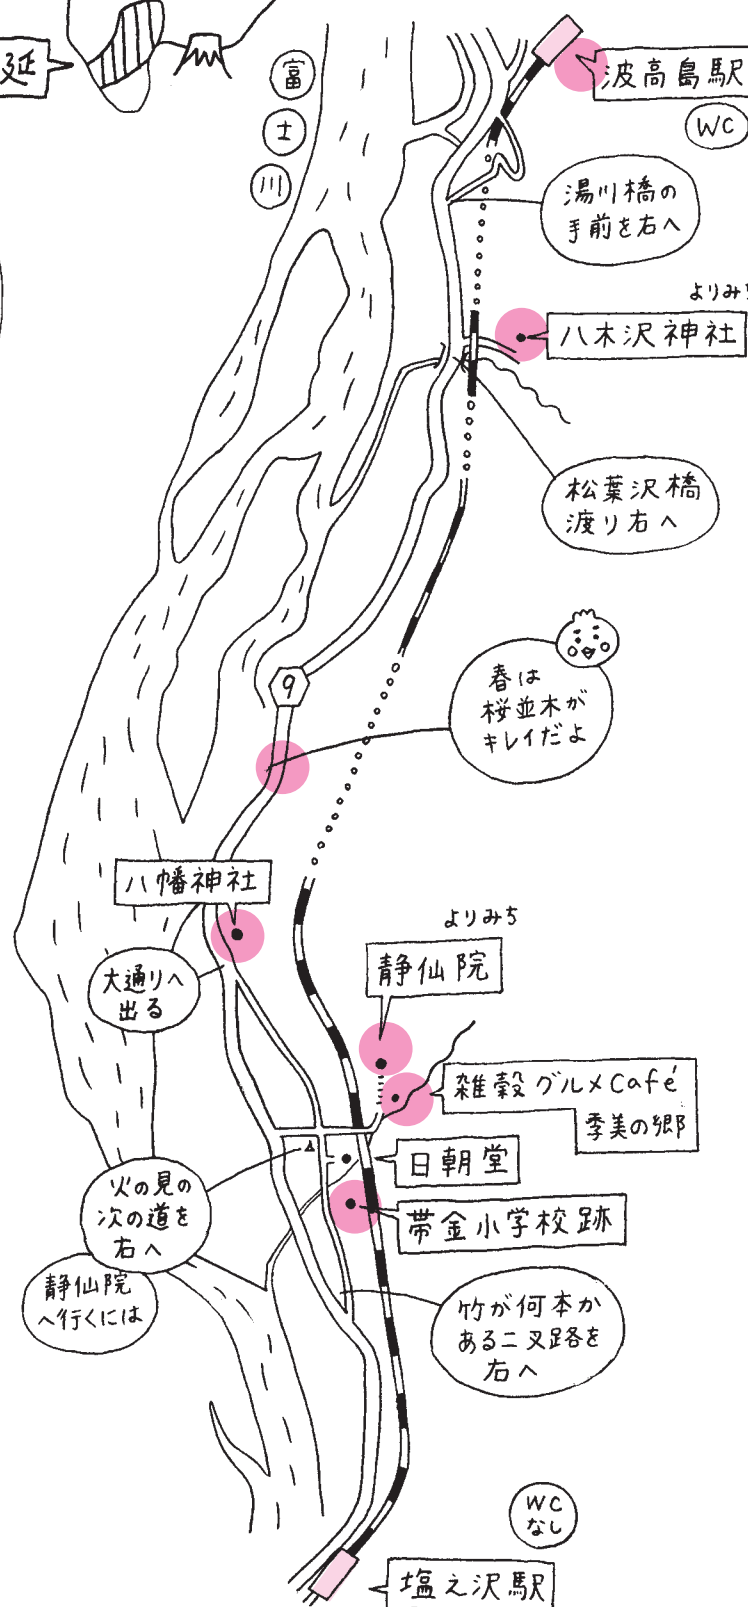 延
富
士
川
波高島駅
WC
湯川橋の
手前を右へ
よりみち
八木沢神社
松葉沢橋
渡り右へ
9
春は
桜並木が
キレイだよ
八幡神社
大通りへ
出る
よりみち
静仙院
雑穀グルメCafé
季美の郷
日朝堂
帯金小学校跡
火の見の
次の道を
右へ
静仙院
へ行くには
竹が何本か
ある二叉路を
右へ
WC
なし
塩之沢駅